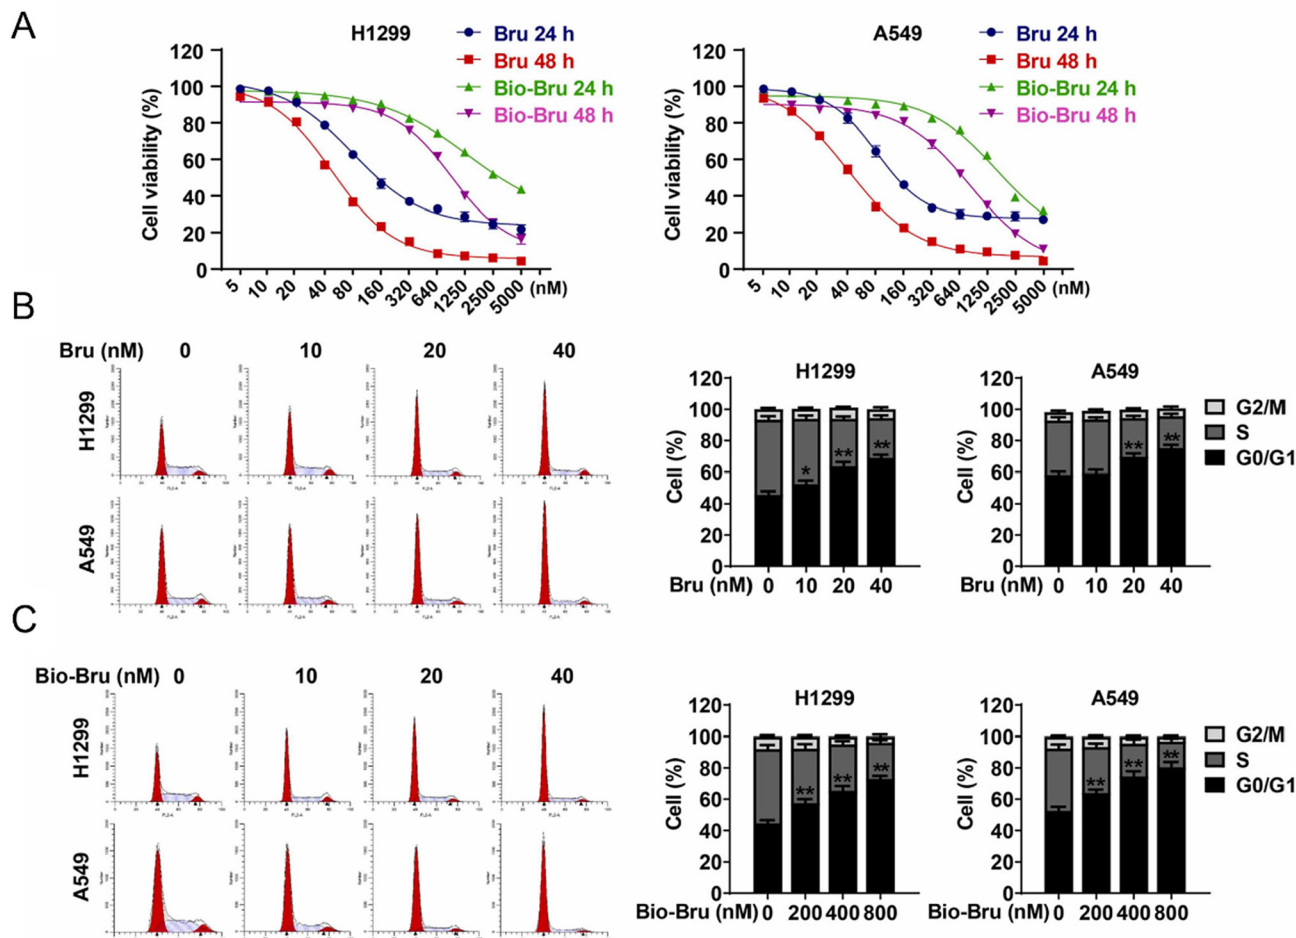 A
H1299
Bru 24 h
Bru 48 h
Bio-Bru 24 h
Bio-Bru 48 h
Cell viability (%)
120
100
80
60
40
20
0
5 10 20 40 80 160 320 640 1250 2500 5000 (nM)
A549
Bru 24 h
Bru 48 h
Bio-Bru 24 h
Bio-Bru 48 h
Cell viability (%)
120
100
80
60
40
20
0
5 10 20 40 80 160 320 640 1250 2500 5000 (nM)
B
Bru (nM) 0 10 20 40
H1299
A549
H1299
Cell (%)
120
100
80
60
40
20
0
* ** **
Bru (nM) 0 10 20 40
A549
Cell (%)
120
100
80
60
40
20
0
** **
Bru (nM) 0 10 20 40
G2/M
S
G0/G1
C
Bio-Bru (nM) 0 10 20 40
H1299
A549
H1299
Cell (%)
120
100
80
60
40
20
0
** ** **
Bio-Bru (nM) 0 200 400 800
A549
Cell (%)
120
100
80
60
40
20
0
** ** **
Bio-Bru (nM) 0 200 400 800
G2/M
S
G0/G1